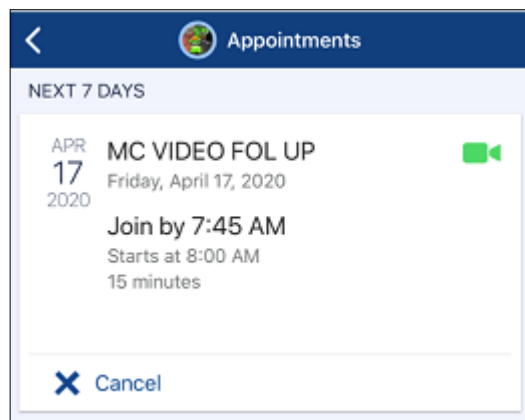 Appointments
NEXT 7 DAYS
APR
17
2020
MC VIDEO FOL UP
Friday, April 17, 2020
Join by 7:45 AM
Starts at 8:00 AM
15 minutes
Cancel